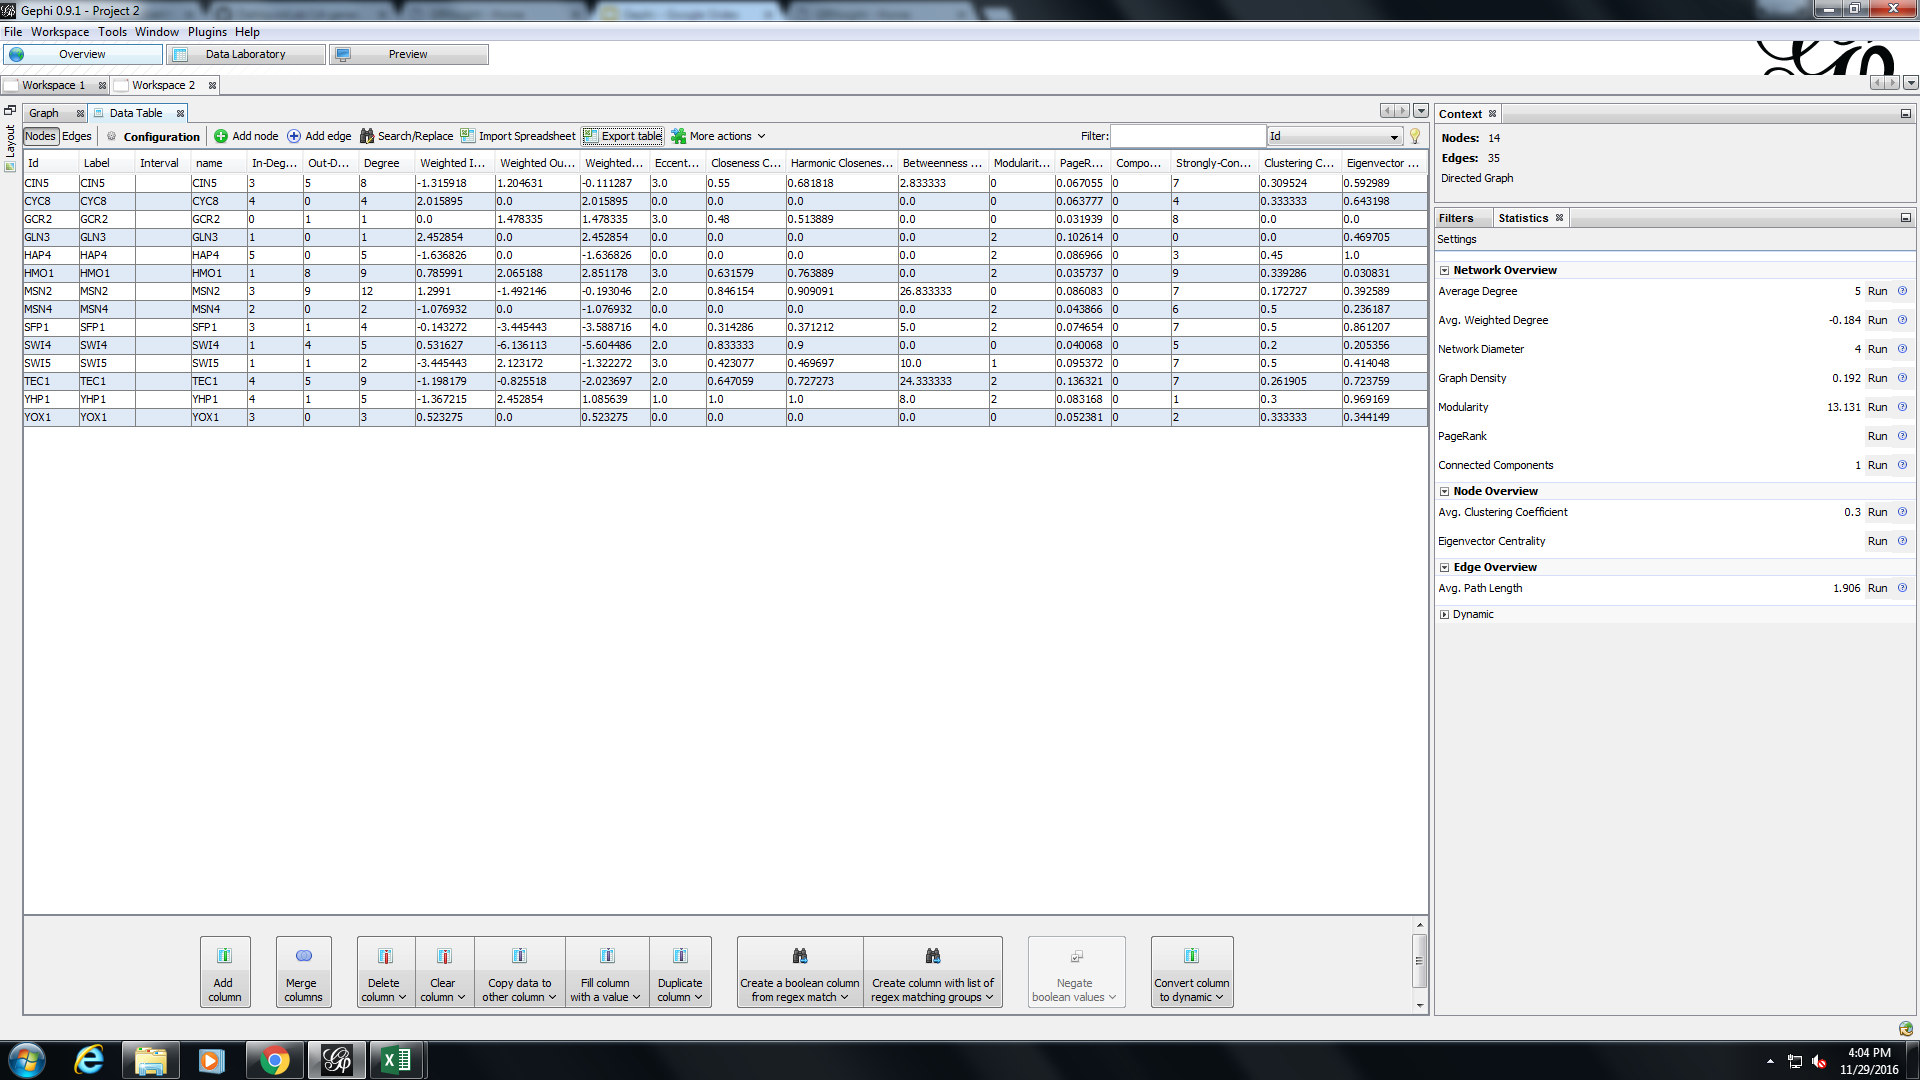 Gephi 0.9.1 - Project 2
File Workspace Tools Window Plugins Help
Overview Data Laboratory Preview
Workspace 1 Workspace 2
Graph Data Table
Layout
Nodes Edges Configuration Add node Add edge Search/Replace Import Spreadsheet Export table More actions Filter: Id
Id Label Interval name In-Deg... Out-D... Degree Weighted I... Weighted Ou... Weighted... Eccent... Closeness C... Harmonic Closenes... Betweenness ... Modularit... PageR... Compo... Strongly-Con... Clustering C... Eigenvector ...
CIN5 CIN5 CIN5 3 5 8 -1.315918 1.204631 -0.111287 3.0 0.55 0.681818 2.833333 0 0.067055 0 7 0.309524 0.592989
CYC8 CYC8 CYC8 4 0 4 2.015895 0.0 2.015895 0.0 0.0 0.0 0.0 0 0.063777 0 4 0.333333 0.643198
GCR2 GCR2 GCR2 0 1 1 0.0 1.478335 1.478335 3.0 0.48 0.513889 0.0 0 0.031939 0 8 0.0 0.0
GLN3 GLN3 GLN3 1 0 1 2.452854 0.0 2.452854 0.0 0.0 0.0 0.0 2 0.102614 0 0 0.0 0.469705
HAP4 HAP4 HAP4 5 0 5 -1.636826 0.0 -1.636826 0.0 0.0 0.0 0.0 2 0.086966 0 3 0.45 1.0
HMO1 HMO1 HMO1 1 8 9 0.785991 2.065188 2.851178 3.0 0.631579 0.763889 0.0 2 0.035737 0 9 0.339286 0.030831
MSN2 MSN2 MSN2 3 9 12 1.2991 -1.492146 -0.193046 2.0 0.846154 0.909091 26.833333 0 0.086083 0 7 0.172727 0.392589
MSN4 MSN4 MSN4 2 0 2 -1.076932 0.0 -1.076932 0.0 0.0 0.0 0.0 2 0.043866 0 6 0.5 0.236187
SFP1 SFP1 SFP1 3 1 4 -0.143272 -3.445443 -3.588716 4.0 0.314286 0.371212 5.0 2 0.074654 0 7 0.5 0.861207
SWI4 SWI4 SWI4 1 4 5 0.531627 -6.136113 -5.604486 2.0 0.833333 0.9 0.0 2 0.040068 0 5 0.2 0.205356
SWI5 SWI5 SWI5 1 1 2 -3.445443 2.123172 -1.322272 3.0 0.423077 0.469697 10.0 1 0.095372 0 7 0.5 0.414048
TEC1 TEC1 TEC1 4 5 9 -1.198179 -0.825518 -2.023697 2.0 0.647059 0.727273 24.333333 2 0.136321 0 7 0.261905 0.723759
YHP1 YHP1 YHP1 4 1 5 -1.367215 2.452854 1.085639 1.0 1.0 1.0 8.0 2 0.083168 0 1 0.3 0.969169
YOX1 YOX1 YOX1 3 0 3 0.523275 0.0 0.523275 0.0 0.0 0.0 0.0 0 0.052381 0 2 0.333333 0.344149
Add column
Merge columns
Delete column
Clear column
Copy data to other column
Fill column with a value
Duplicate column
Create a boolean column from regex match
Create column with list of regex matching groups
Negate boolean values
Convert column to dynamic
Context
Nodes: 14
Edges: 35
Directed Graph
Filters Statistics
Settings
Network Overview
Average Degree 5 Run
Avg. Weighted Degree -0.184 Run
Network Diameter 4 Run
Graph Density 0.192 Run
Modularity 13.131 Run
PageRank Run
Connected Components 1 Run
Node Overview
Avg. Clustering Coefficient 0.3 Run
Eigenvector Centrality Run
Edge Overview
Avg. Path Length 1.906 Run
Dynamic
4:04 PM
11/29/2016